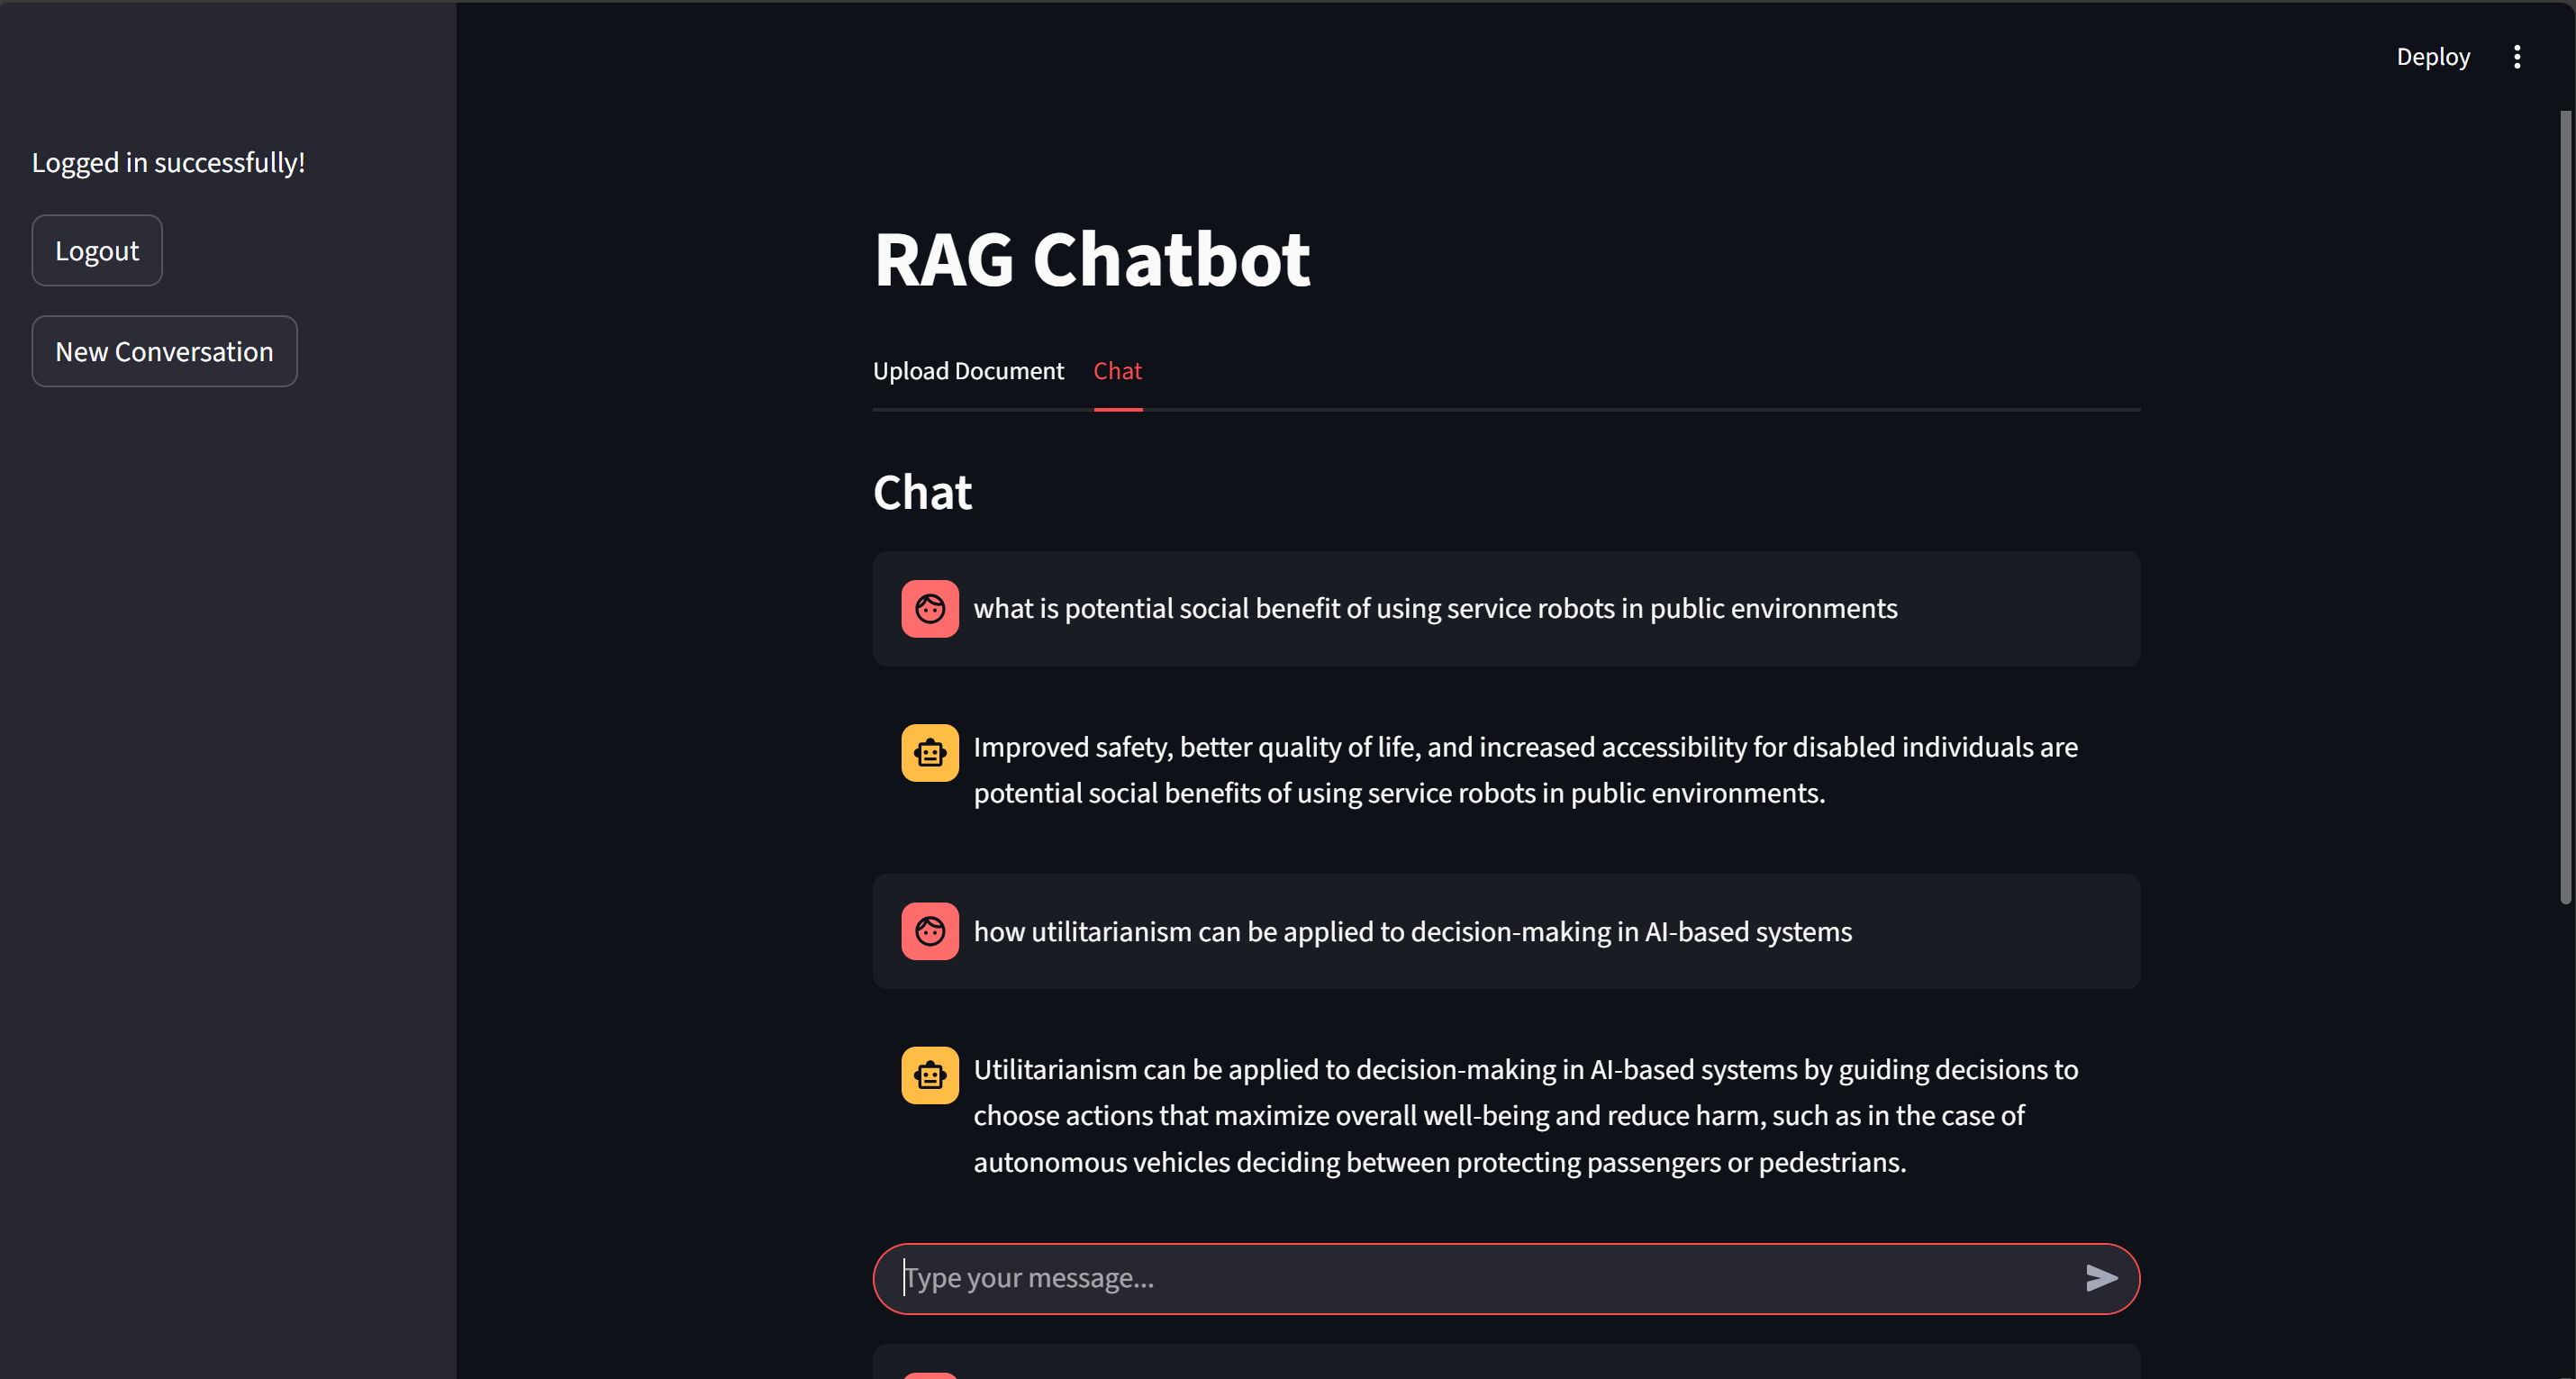 Deploy
Logged in successfully!
Logout
New Conversation
RAG Chatbot
Upload Document Chat
Chat
what is potential social benefit of using service robots in public environments
Improved safety, better quality of life, and increased accessibility for disabled individuals are
potential social benefits of using service robots in public environments.
how utilitarianism can be applied to decision-making in AI-based systems
Utilitarianism can be applied to decision-making in AI-based systems by guiding decisions to
choose actions that maximize overall well-being and reduce harm, such as in the case of
autonomous vehicles deciding between protecting passengers or pedestrians.
Type your message...